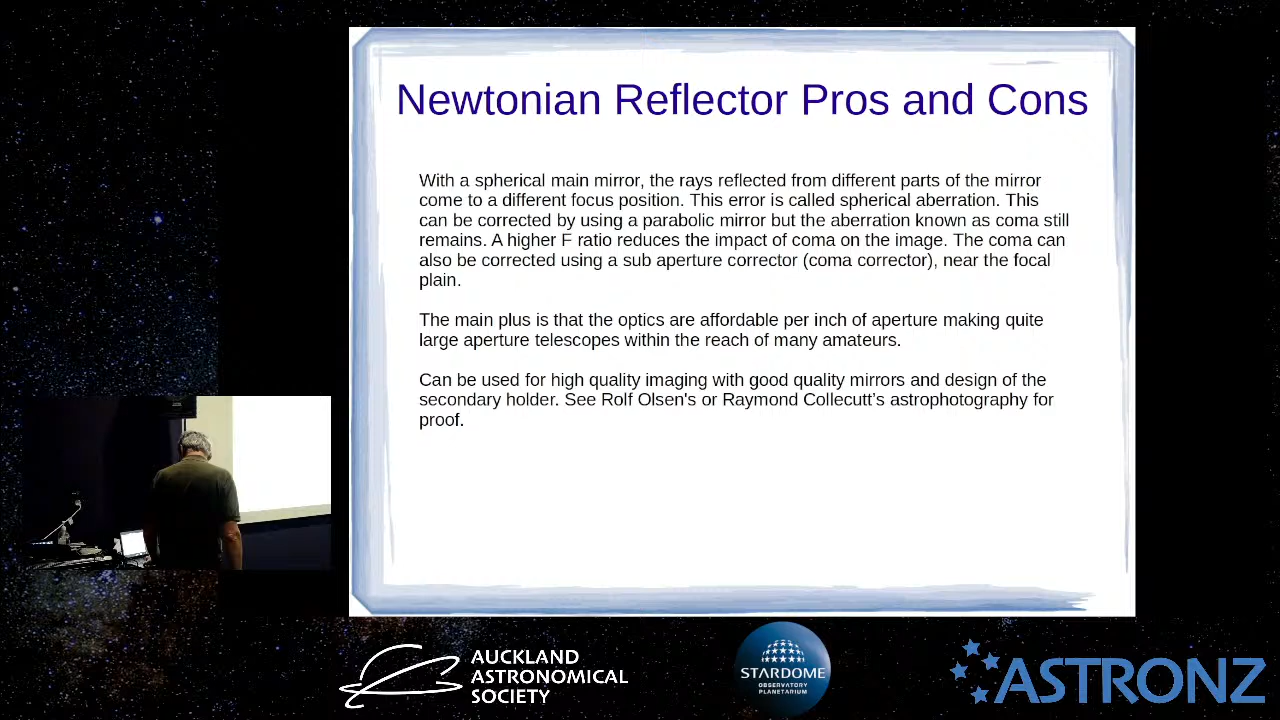 Newtonian Reflector Pros and Cons
With a spherical main mirror, the rays reflected from different parts of the mirror
come to a different focus position. This error is called spherical aberration. This
can be corrected by using a parabolic mirror but the aberration known as coma still
remains. A higher F ratio reduces the impact of coma on the image. The coma can
also be corrected using a sub aperture corrector (coma corrector), near the focal
plain.
The main plus is that the optics are affordable per inch of aperture making quite
large aperture telescopes within the reach of many amateurs.
Can be used for high quality imaging with good quality mirrors and design of the
secondary holder. See Rolf Olsen's or Raymond Collecutt's astrophotography for
proof.
AUCKLAND
ASTRONOMICAL
SOCIETY
STARDOME
OBSERVATORY
PLANETARIUM
ASTRONZ